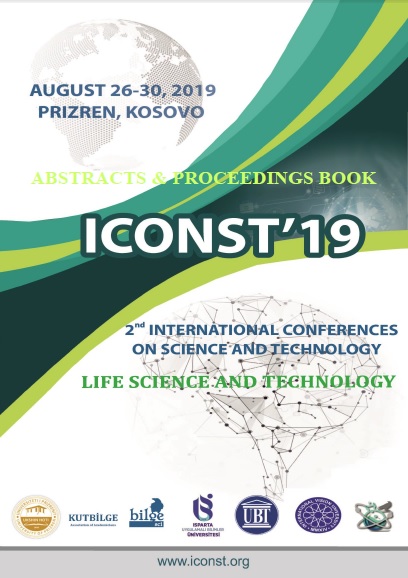 AUGUST 26-30, 2019
PRIZREN, KOSOVO
ABSTRACTS & PROCEEDINGS BOOK
ICONST'19
2nd INTERNATIONAL CONFERENCES
ON SCIENCE AND TECHNOLOGY
LIFE SCIENCE AND TECHNOLOGY
KUTBİLGE
bilge
ISPARTA
UYGULAMALI BİLİMLER
ÜNİVERSİTESİ
UBT
www.iconst.org